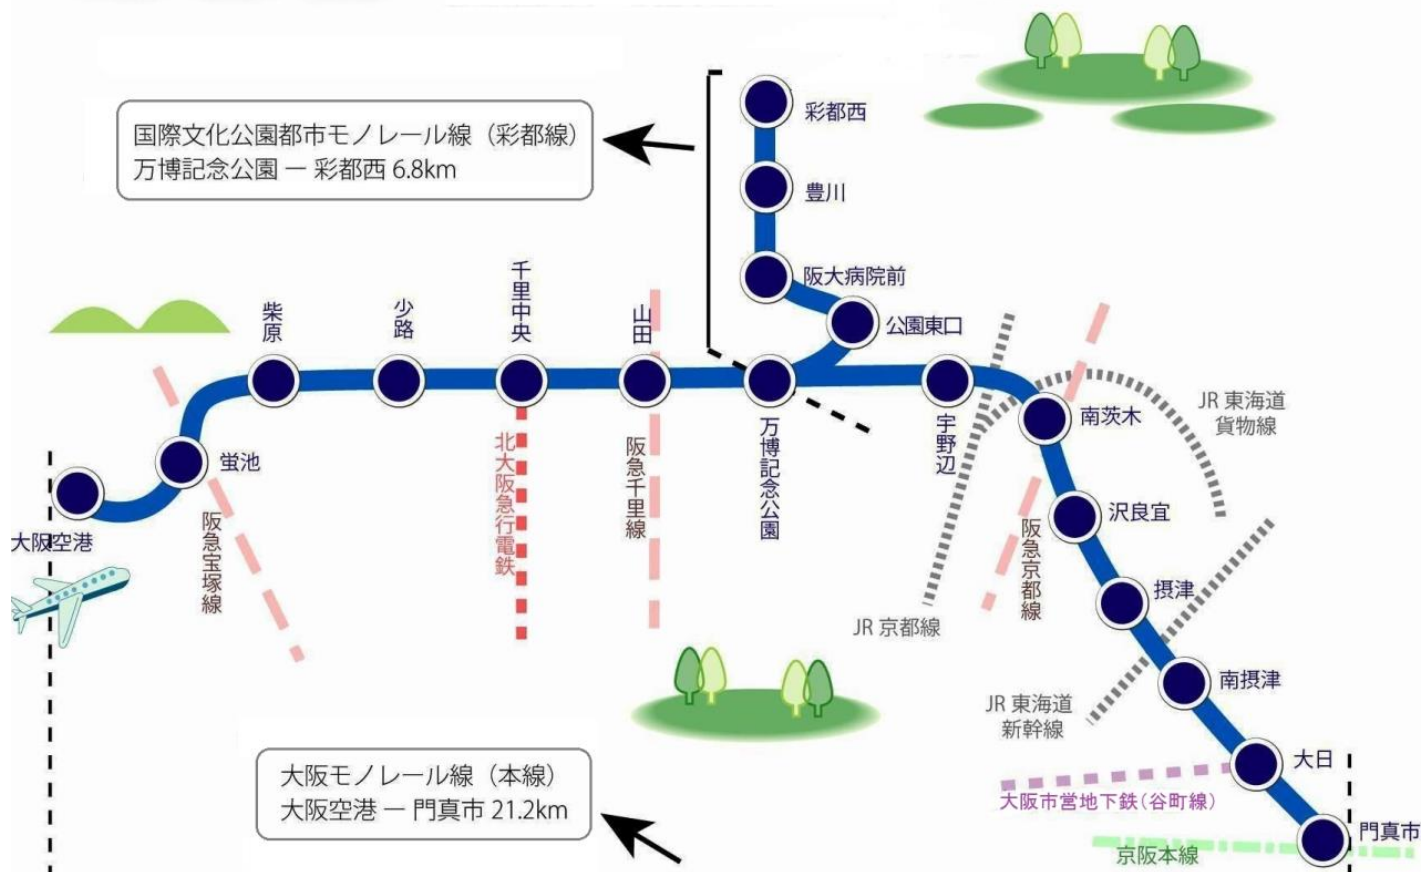 国際文化公園都市モノレール線（彩都線）
万博記念公園 ー 彩都西 6.8km
彩都西
豊川
阪大病院前
公園東口
柴原
少路
千里中央
山田
万博記念公園
宇野辺
南茨木
JR 東海道
貨物線
蛍池
大阪空港
阪急宝塚線
北大阪急行電鉄
阪急千里線
JR 京都線
阪急京都線
沢良宜
摂津
南摂津
JR 東海道
新幹線
大日
大阪市営地下鉄（谷町線）
門真市
京阪本線
大阪モノレール線（本線）
大阪空港 ー 門真市 21.2km